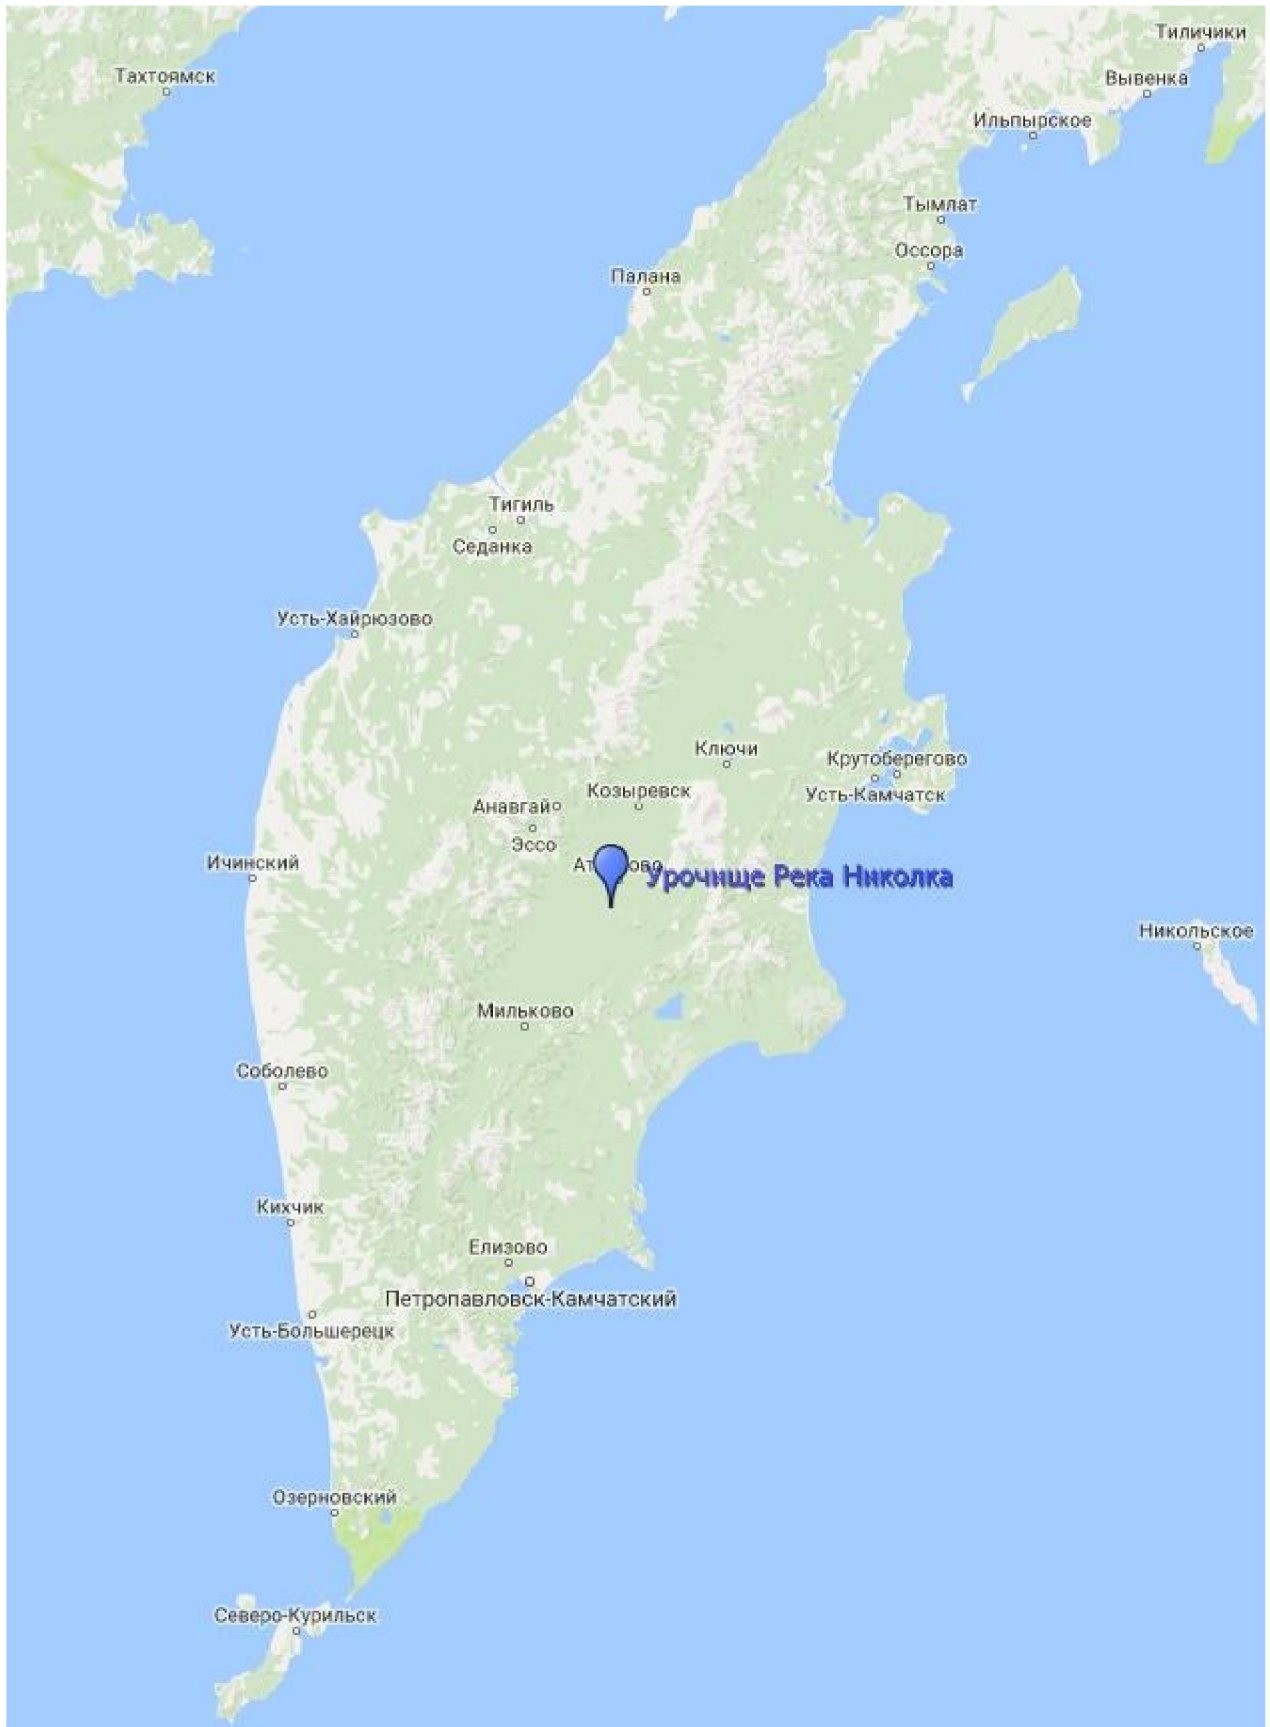 Тиличики
Тахтоямск
Вывенка
Ильпырское
Тымлат
Оссора
Палана
Тигиль
Седанка
Усть-Хайрюзово
Ключи
Крутоберегово
Козыревск
Усть-Камчатск
Анавгай
Эссо
Ичинский
Урочище Река Николка
Никольское
Мильково
Соболево
Кихчик
Елизово
Петропавловск-Камчатский
Усть-Большерецк
Озерновский
Северо-Курильск